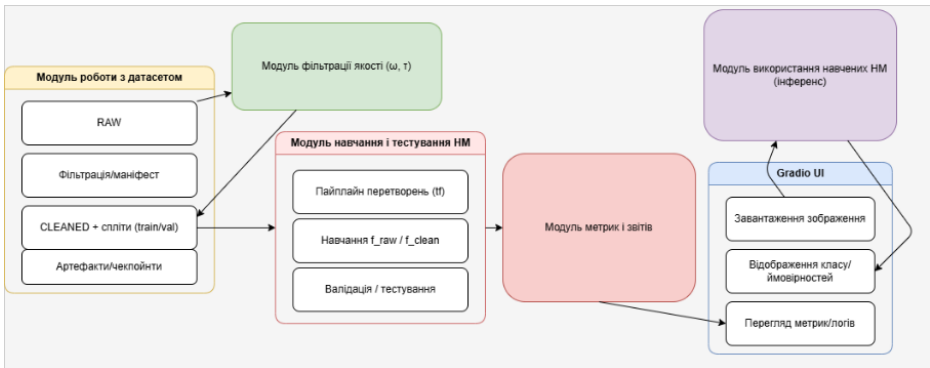 Модуль роботи з датасетом
RAW
Фільтрація/маніфест
CLEANED + спліти (train/val)
Артефакти/чекпойнти
Модуль фільтрації якості (ω, τ)
Модуль навчання і тестування НМ
Пайплайн перетворень (tf)
Навчання f_raw / f_clean
Валідація / тестування
Модуль метрик і звітів
Модуль використання навчених НМ
(інференс)
Gradio UI
Завантаження зображення
Відображення класу/
ймовірностей
Перегляд метрик/логів